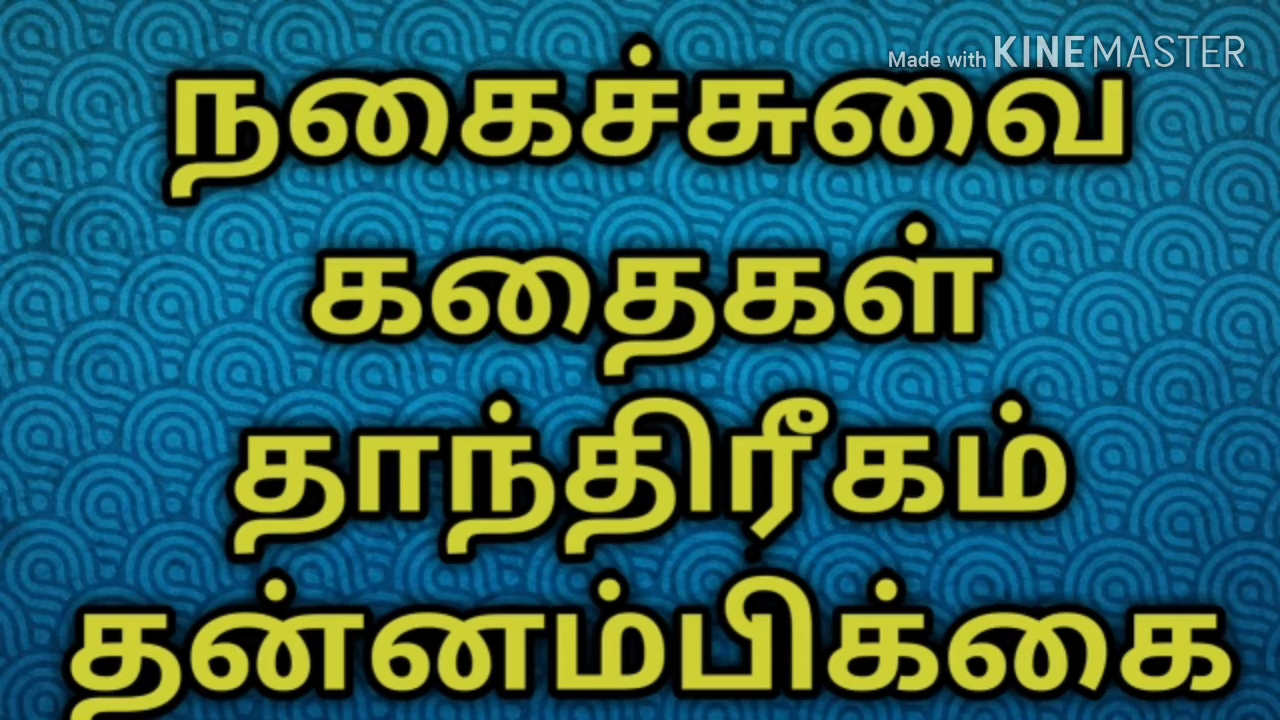 Made with KINEMASTER
நகைச்சுவை
கதைகள்
தாந்திரீகம்
தன்னம்பிக்கை